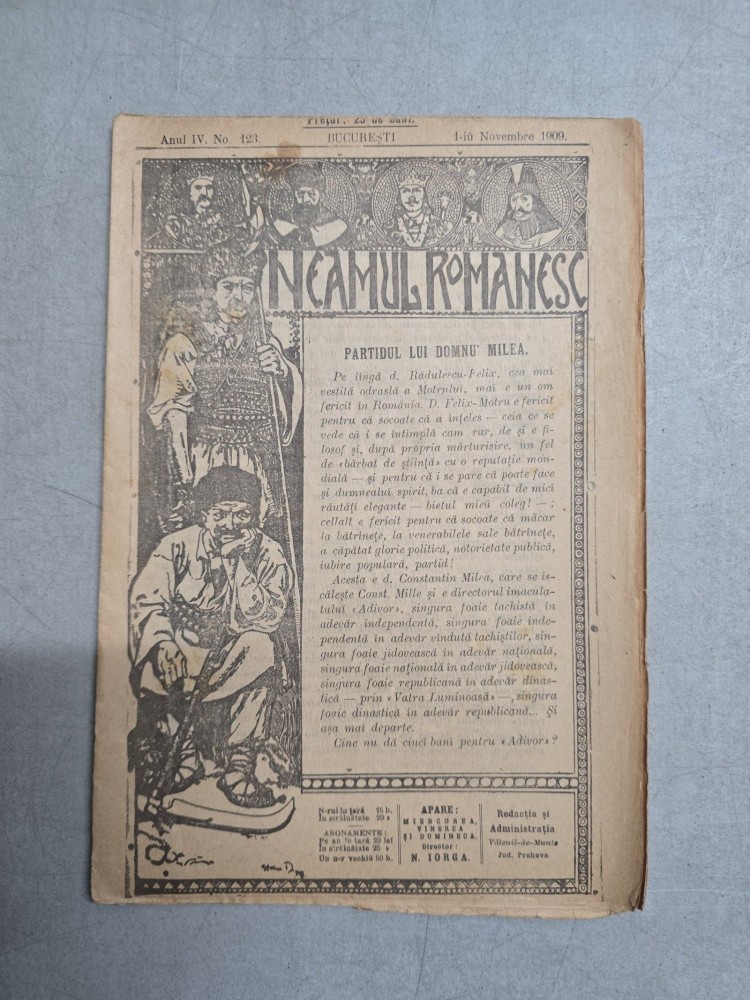 Prețul: 25 de bani.
Anul IV. No. 123.
BUCUREȘTI
1-iŭ Novembre 1909.
NEAMUL ROMANESC
PARTIDUL LUI DOMNU' MILEA.
Pe lîngă d. Rădulescu-Felix, cea mai
vestită odraslă a Motrului, mai e un om
fericit în România. D. Felix-Motru e fericit
pentru că socoate că a înțeles — ceia ce se
vede că i se întîmplă cam rar, de și e fi-
losof și, după propria mărturisire, un fel
de «bărbat de știință» cu o reputație mon-
dială — și pentru că i se pare că poate face
și dumnealui spirit, ba că e capabil de mici
răutăți elegante — bietul micŭ coleg! — ;
cellalt e fericit pentru că socoate că măcar
la bătrînețe, la venerabilele sale bătrînețe,
a căpătat glorie politică, notorietate publică,
iubire populară, partid!
Acesta e d. Constantin Milea, care se is-
călește Const. Mille și e directorul imacula-
tului «Adivor», singura foaie tachistă în
adevăr independentă, singura foaie inde-
pendentă în adevăr vîndută tachiștilor, sin-
gura foaie jidovească în adevăr națională,
singura foaie națională în adevăr jidovească,
singura foaie republicană în adevăr dinas-
tică — prin «Vatra Luminoasă» —, singura
foaie dinastică în adevăr republicană... Și
așa mai departe.
Cine nu dă cinci bani pentru «Adivor»?
N-rul în țară 15 b.
În străinătate 20 »
ABONAMENTE:
Pe an în țară 20 lei
În străinătate 25 »
Un n-r vechiŭ 50 b.
APARE:
MIERCUREA,
VINEREA
ȘI DOMINECA.
Director:
N. IORGA.
Redacția și
Administrația
Vălenii-de-Munte
Jud. Prahova